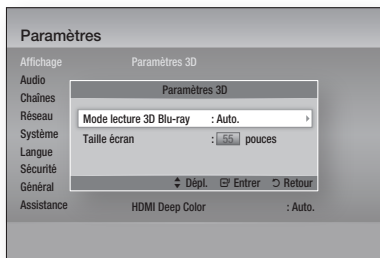 Paramètres
Affichage Paramètres 3D
Audio
Chaînes
Réseau
Système
Langue
Sécurité
Général
Assistance
Paramètres 3D
Mode lecture 3D Blu-ray : Auto.
Taille écran : 55 pouces
Dépl. Entrer Retour
HDMI Deep Color : Auto.